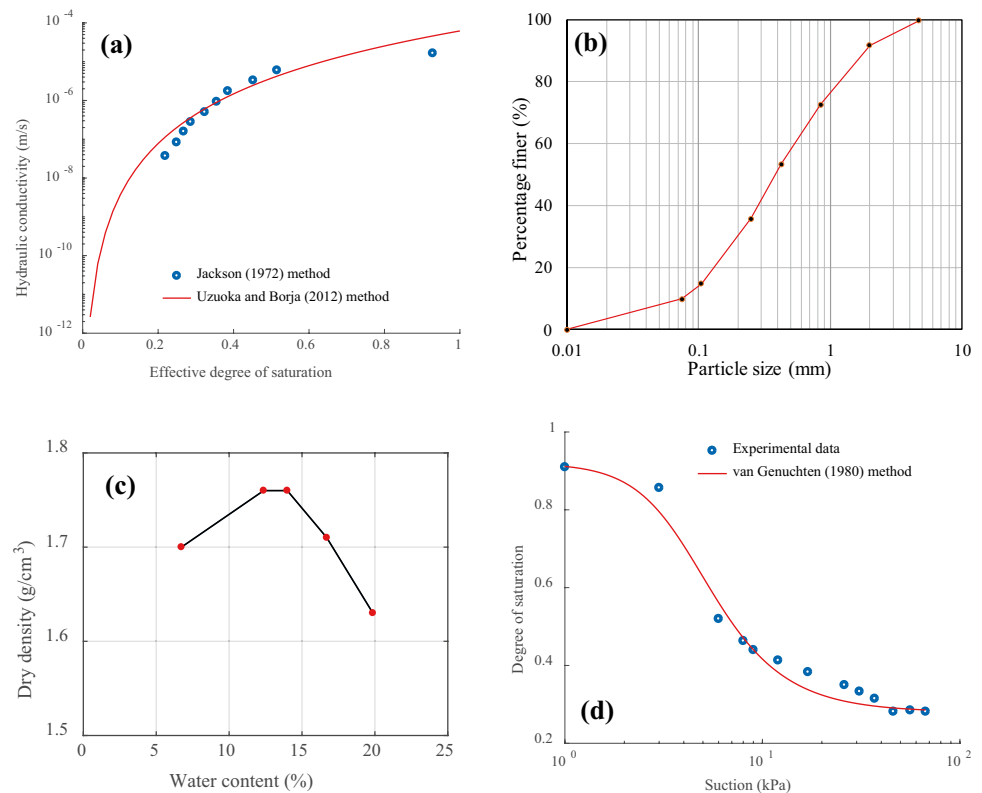 (a)
10 -4
10 -6
10 -8
10 -10
10 -12
Hydraulic conductivity (m/s)
Jackson (1972) method
Uzuoka and Borja (2012) method
0 0.2 0.4 0.6 0.8 1
Effective degree of saturation
(b)
100
80
60
40
20
0
Percentage finer (%)
0.01 0.1 1 10
Particle size (mm)
(c)
1.8
1.7
1.6
1.5
Dry density (g/cm 3)
0 5 10 15 20 25
Water content (%)
Experimental data
van Genuchten (1980) method
1
0.8
0.6
0.4
0.2
Degree of saturation
(d)
10 0 10 1 10 2
Suction (kPa)